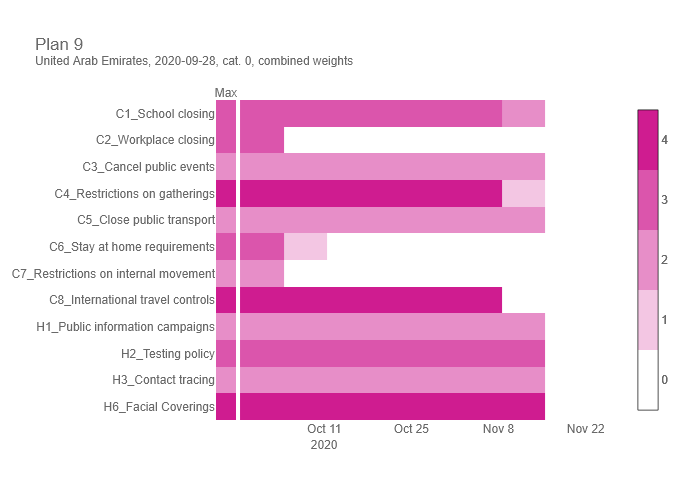 Plan 9
United Arab Emirates, 2020-09-28, cat. 0, combined weights
Max
C1_School closing
C2_Workplace closing
C3_Cancel public events
C4_Restrictions on gatherings
C5_Close public transport
C6_Stay at home requirements
C7_Restrictions on internal movement
C8_International travel controls
H1_Public information campaigns
H2_Testing policy
H3_Contact tracing
H6_Facial Coverings
Oct 11 Oct 25 Nov 8 Nov 22
2020
4
3
2
1
0